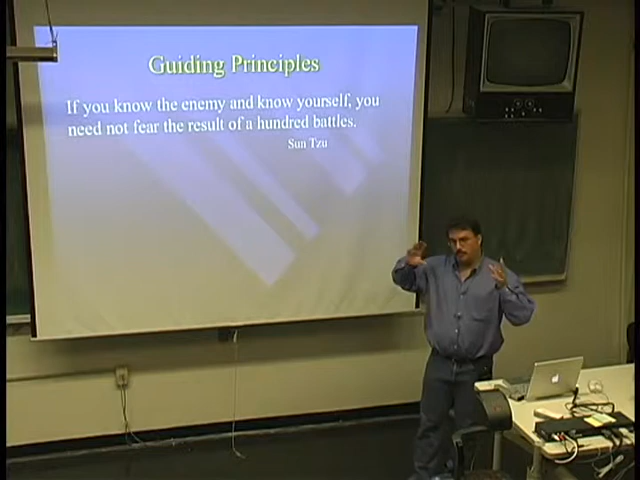 Guiding Principles
If you know the enemy and know yourself, you
need not fear the result of a hundred battles.
Sun Tzu